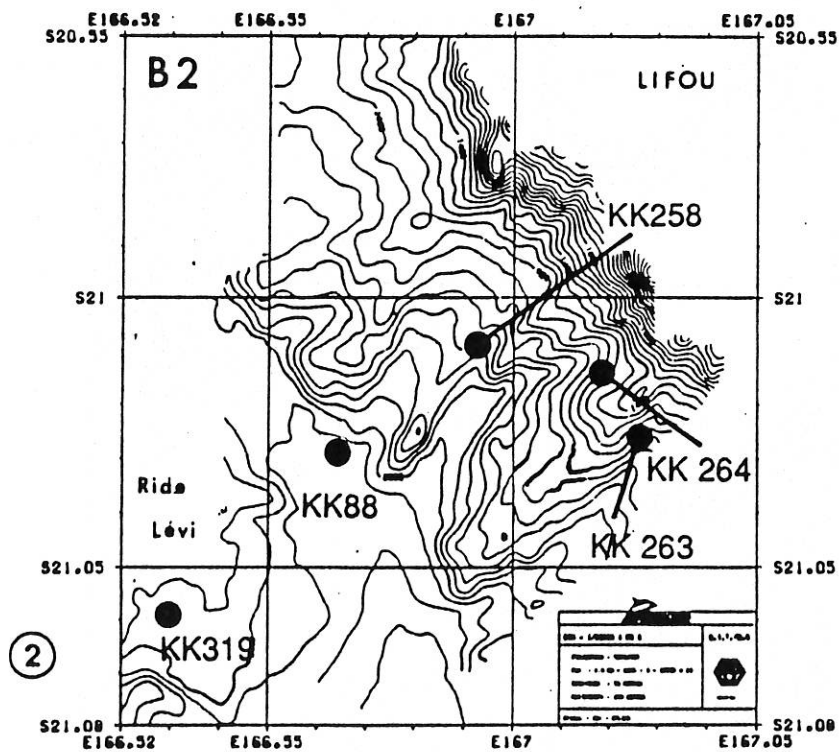 E166.52 E166.55 E167 E167.05
S20.55 S20.55
B2 LIFOU
KK258
S21 S21
KK 264
Ride
Lévi
KK88
KK 263
S21.05 S21.05
KK319
2
S21.08 S21.08
E166.52 E166.55 E167 E167.05